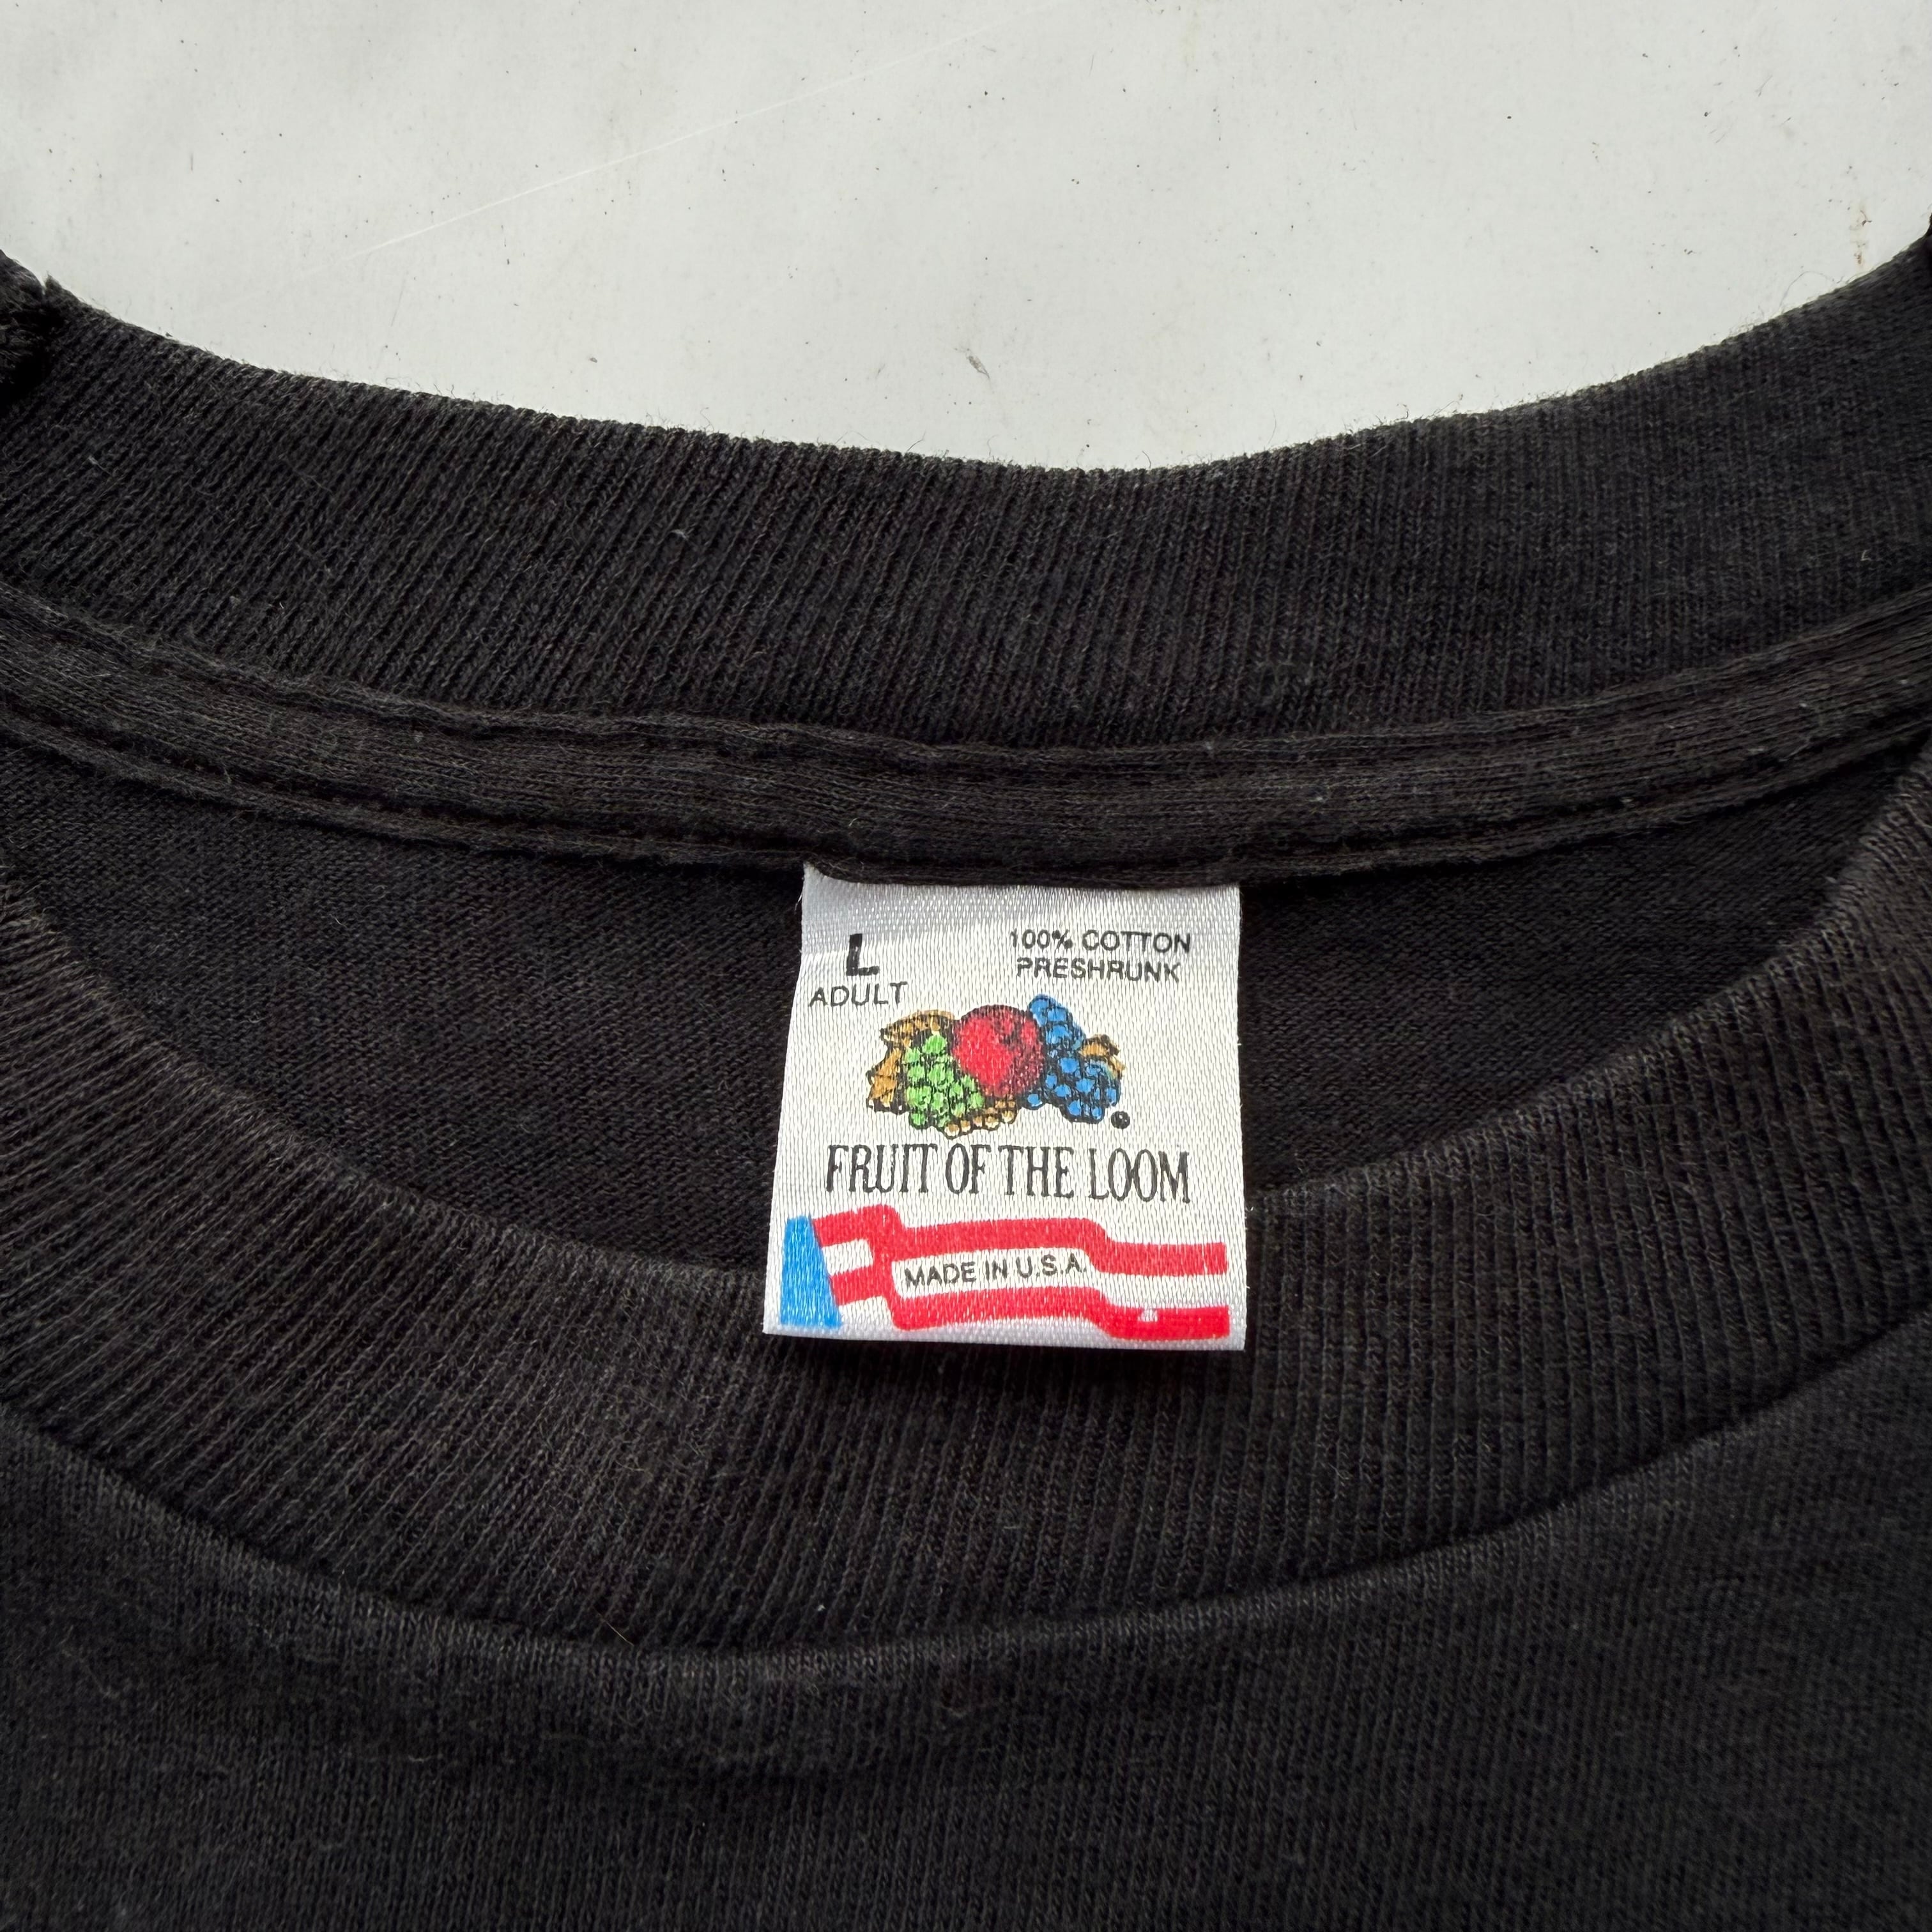 L
ADULT
100% COTTON
PRESHRUNK
FRUIT OF THE LOOM
MADE IN U.S.A.